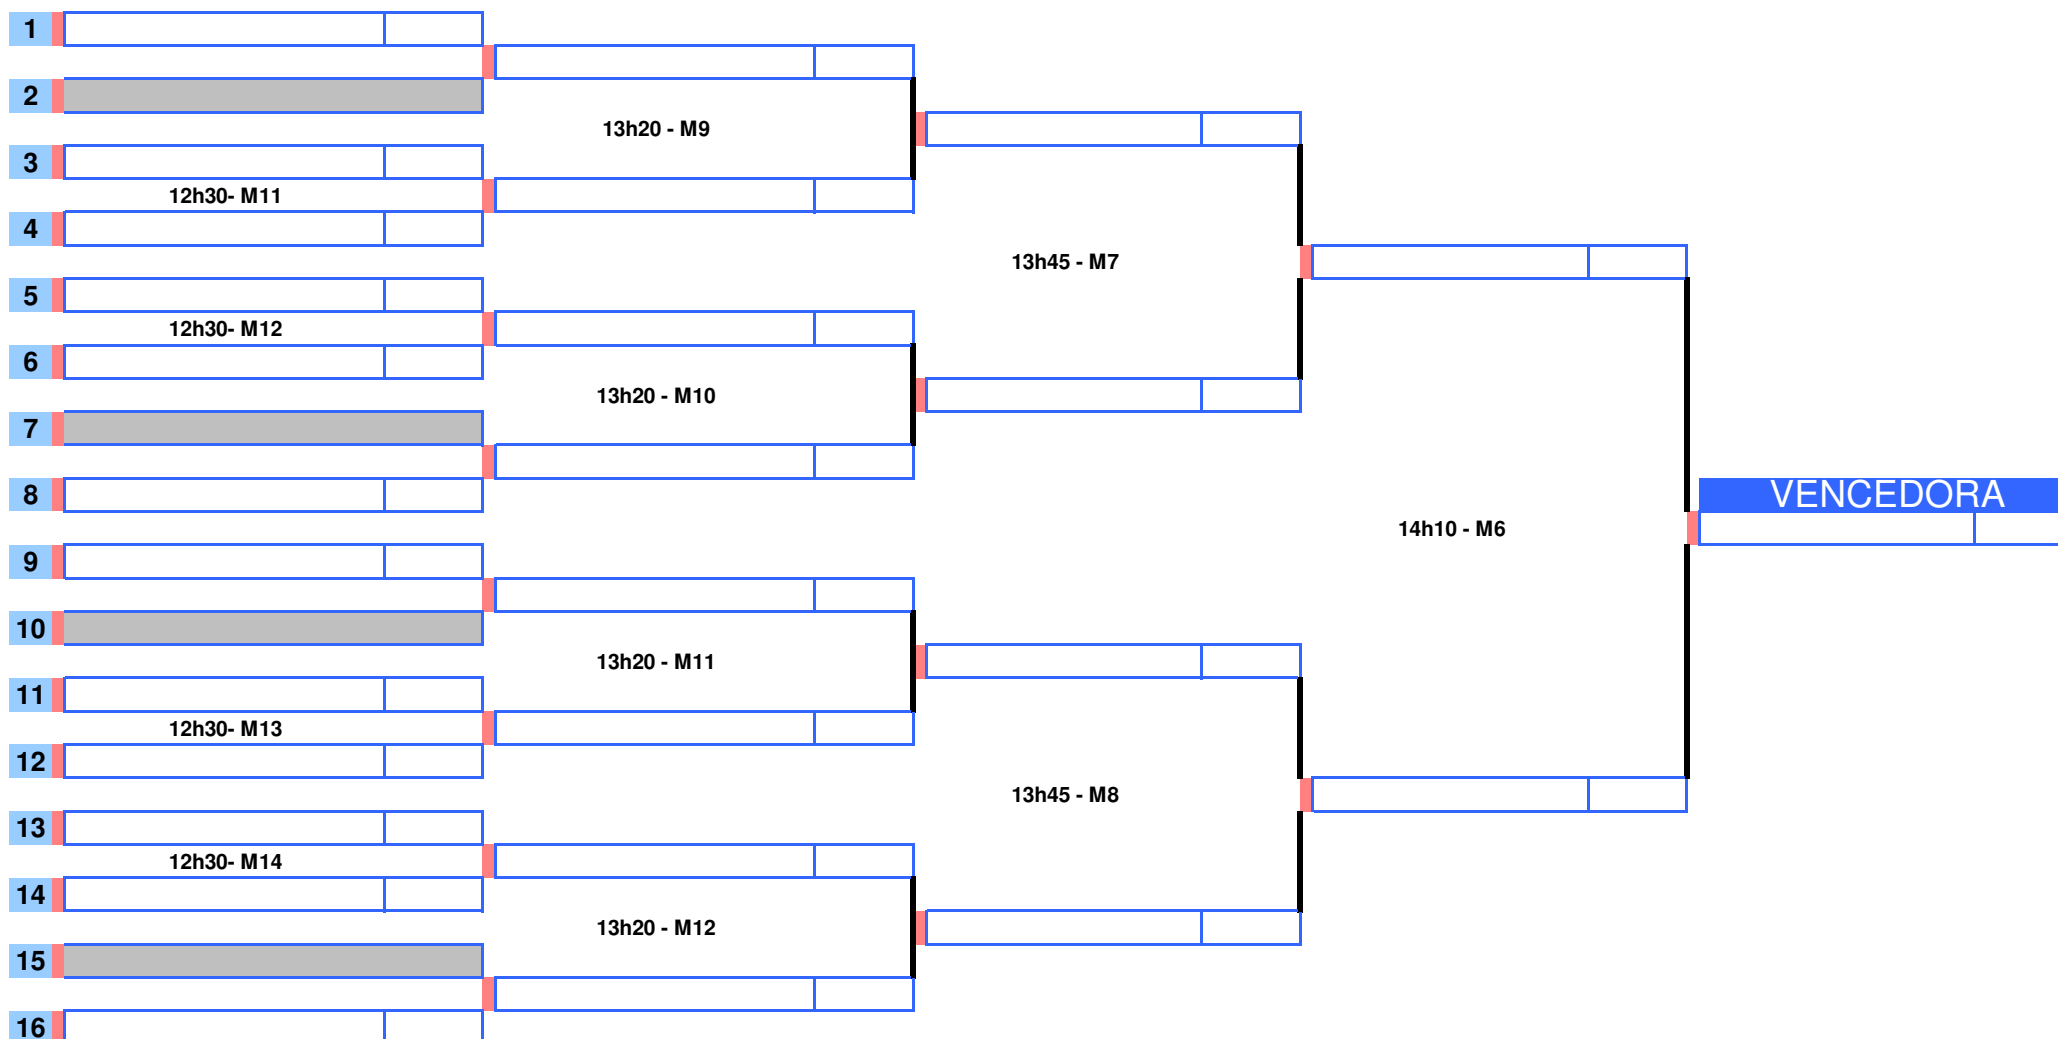 1
2
13h20 - M9
3
12h30- M11
4
13h45 - M7
5
12h30- M12
6
13h20 - M10
7
8
VENCEDORA
14h10 - M6
9
10
13h20 - M11
11
12h30- M13
12
13h45 - M8
13
12h30- M14
14
13h20 - M12
15
16